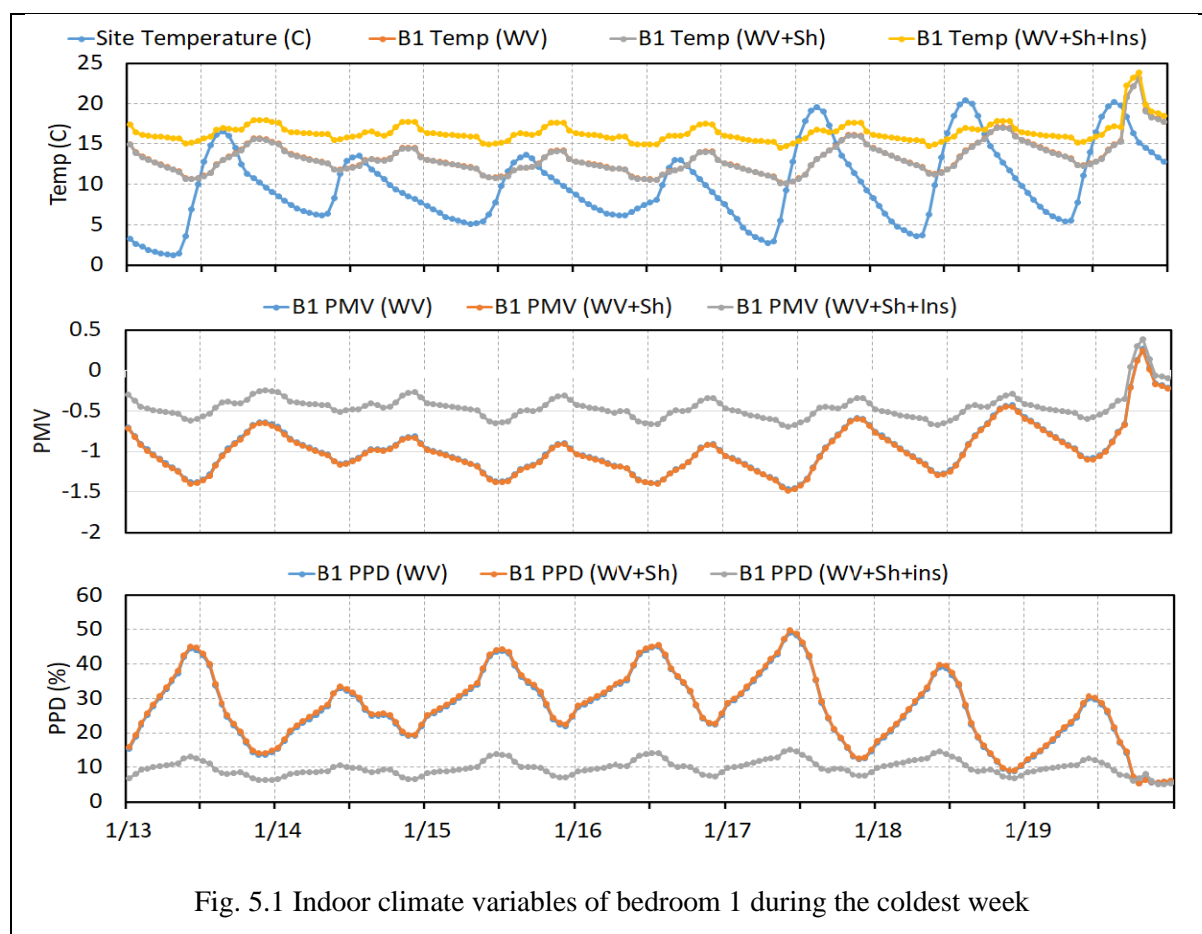 Site Temperature (C) B1 Temp (WV) B1 Temp (WV+Sh) B1 Temp (WV+Sh+Ins)
25
20
15
10
5
0
Temp (C)
B1 PMV (WV) B1 PMV (WV+Sh) B1 PMV (WV+Sh+Ins)
0.5
0
-0.5
-1
-1.5
-2
PMV
B1 PPD (WV) B1 PPD (WV+Sh) B1 PPD (WV+Sh+ins)
60
50
40
30
20
10
0
PPD (%)
1/13 1/14 1/15 1/16 1/17 1/18 1/19
Fig. 5.1 Indoor climate variables of bedroom 1 during the coldest week